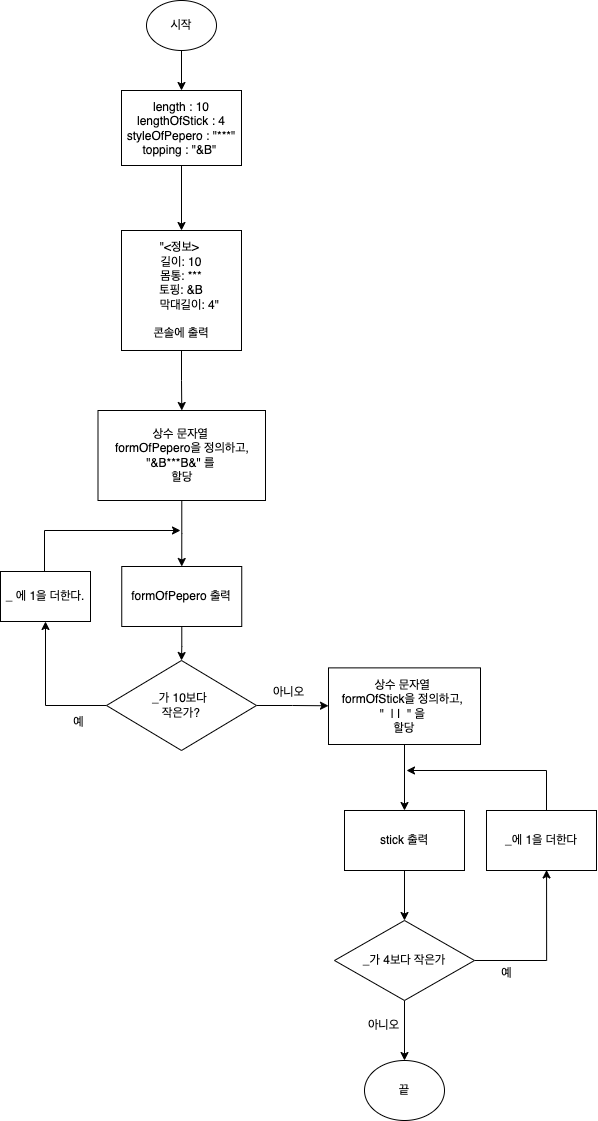 시작
length : 10
lengthOfStick : 4
styleOfPepero : "***"
topping : "&B"
"<정보>
길이: 10
몸통: ***
토핑: &B
막대길이: 4"
콘솔에 출력
상수 문자열
formOfPepero을 정의하고,
"&B***B&" 를
할당
_ 에 1을 더한다.
formOfPepero 출력
_가 10보다
작은가?
예
아니오
상수 문자열
formOfStick을 정의하고,
" ||  " 을
할당
stick 출력
_에 1을 더한다
_가 4보다 작은가
예
아니오
끝